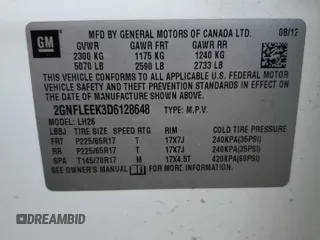 GM
MFD BY GENERAL MOTORS OF CANADA LTD. 08/12
GVWR GAWR FRT GAWR RR
2300 KG 1175 KG 1240 KG
5070 LB 2590 LB 2733 LB
THIS VEHICLE CONFORMS TO ALL APPLICABLE U.S. FEDERAL
MOTOR VEHICLE SAFETY, BUMPER, AND THEFT PREVENTION
STANDARDS IN EFFECT ON THE DATE OF MANUFACTURE SHOWN ABOVE.
2GNFLEEK3D6128648 TYPE: M.P.V.
MODEL: LH26
LBBJ TIRE SIZE SPEED RTG RIM COLD TIRE PRESSURE
FRT P225/65R17 T 17X7J 240KPA(35PSI)
RR P225/65R17 T 17X7J 240KPA(35PSI)
SPA T145/70R17 M 17X4.5T 420KPA(60PSI)
SEE OWNER'S MANUAL FOR MORE INFORMATION.
DREAMBID